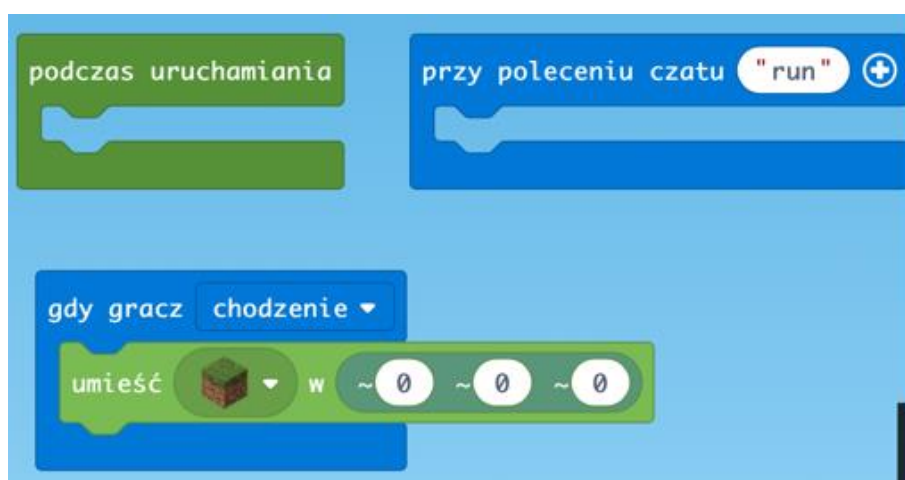 podczas uruchamiania
przy poleceniu czatu "run"
gdy gracz chodzenie
umieść w ~0 ~0 ~0